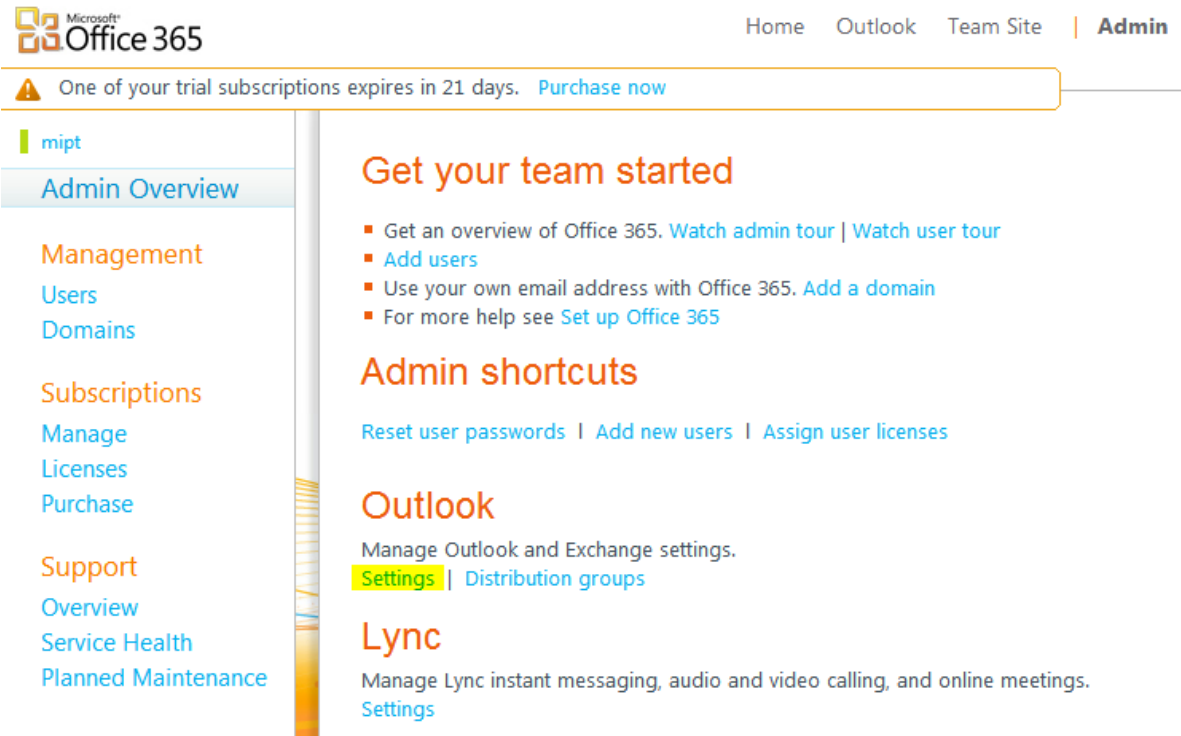 Microsoft®
Office 365
Home Outlook Team Site | Admin
One of your trial subscriptions expires in 21 days. Purchase now
mipt
Admin Overview
Management
Users
Domains
Subscriptions
Manage
Licenses
Purchase
Support
Overview
Service Health
Planned Maintenance
Get your team started
Get an overview of Office 365. Watch admin tour | Watch user tour
Add users
Use your own email address with Office 365. Add a domain
For more help see Set up Office 365
Admin shortcuts
Reset user passwords | Add new users | Assign user licenses
Outlook
Manage Outlook and Exchange settings.
Settings | Distribution groups
Lync
Manage Lync instant messaging, audio and video calling, and online meetings.
Settings